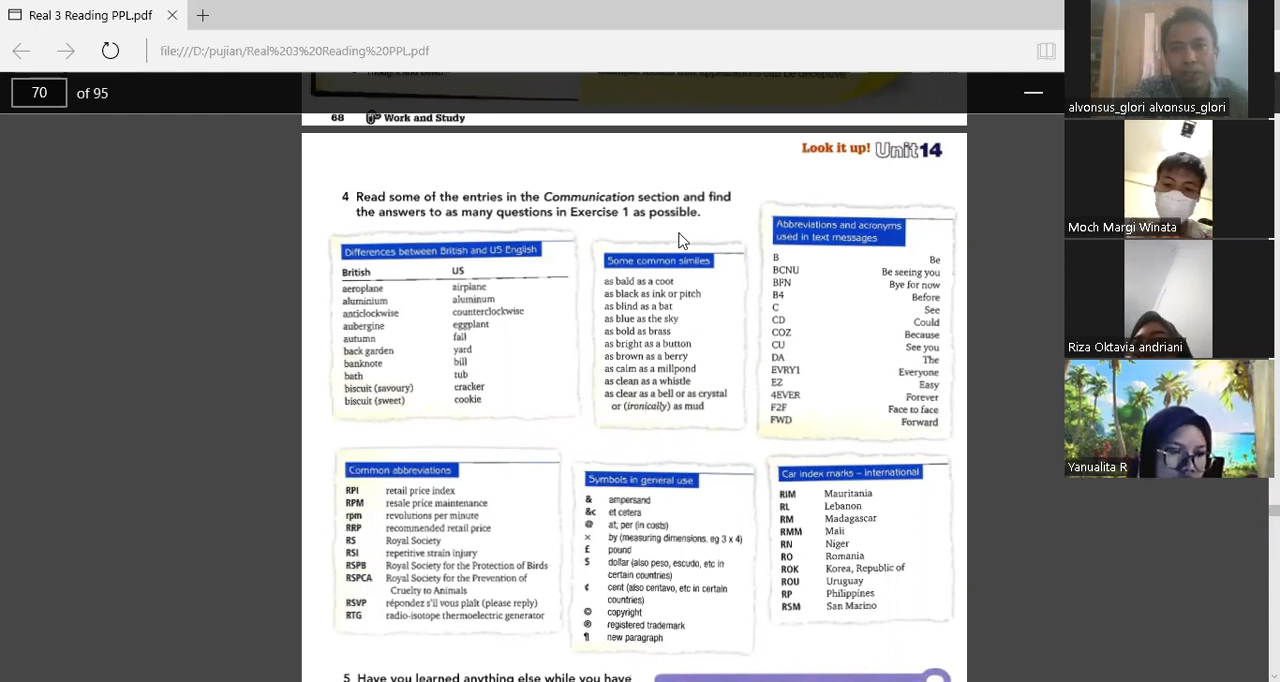 Real 3 Reading PPL.pdf
file:///D:/pujian/Real%203%20Reading%20PPL.pdf
70 of 95
68 Work and Study
Look it up! Unit 14
4 Read some of the entries in the Communication section and find
the answers to as many questions in Exercise 1 as possible.
Differences between British and US English
British US
aeroplane airplane
aluminium aluminum
anticlockwise counterclockwise
aubergine eggplant
autumn fall
back garden yard
banknote bill
bath tub
biscuit (savoury) cracker
biscuit (sweet) cookie
Some common similes
as bald as a coot
as black as ink or pitch
as blind as a bat
as blue as the sky
as bold as brass
as bright as a button
as brown as a berry
as calm as a millpond
as clean as a whistle
as clear as a bell or as crystal
or (ironically) as mud
Abbreviations and acronyms
used in text messages
B Be
BCNU Be seeing you
BFN Bye for now
B4 Before
C See
CD Could
COZ Because
CU See you
DA The
EVRY1 Everyone
EZ Easy
4EVER Forever
F2F Face to face
FWD Forward
Common abbreviations
RPI retail price index
RPM resale price maintenance
rpm revolutions per minute
RRP recommended retail price
RS Royal Society
RSI repetitive strain injury
RSPB Royal Society for the Protection of Birds
RSPCA Royal Society for the Prevention of
Cruelty to Animals
RSVP répondez s'il vous plaît (please reply)
RTG radio-isotope thermoelectric generator
Symbols in general use
& ampersand
&c et cetera
@ at; per (in costs)
× by (measuring dimensions, eg 3 x 4)
£ pound
$ dollar (also peso, escudo, etc in
certain countries)
¢ cent (also centavo, etc in certain
countries)
© copyright
® registered trademark
¶ new paragraph
Car index marks – international
RIM Mauritania
RL Lebanon
RM Madagascar
RMM Mali
RN Niger
RO Romania
ROK Korea, Republic of
ROU Uruguay
RP Philippines
RSM San Marino
5 Have you learned anything else while you have
alvonsus_glori alvonsus_glori
Moch Margi Winata
Riza Oktavia andriani
Yanualita R